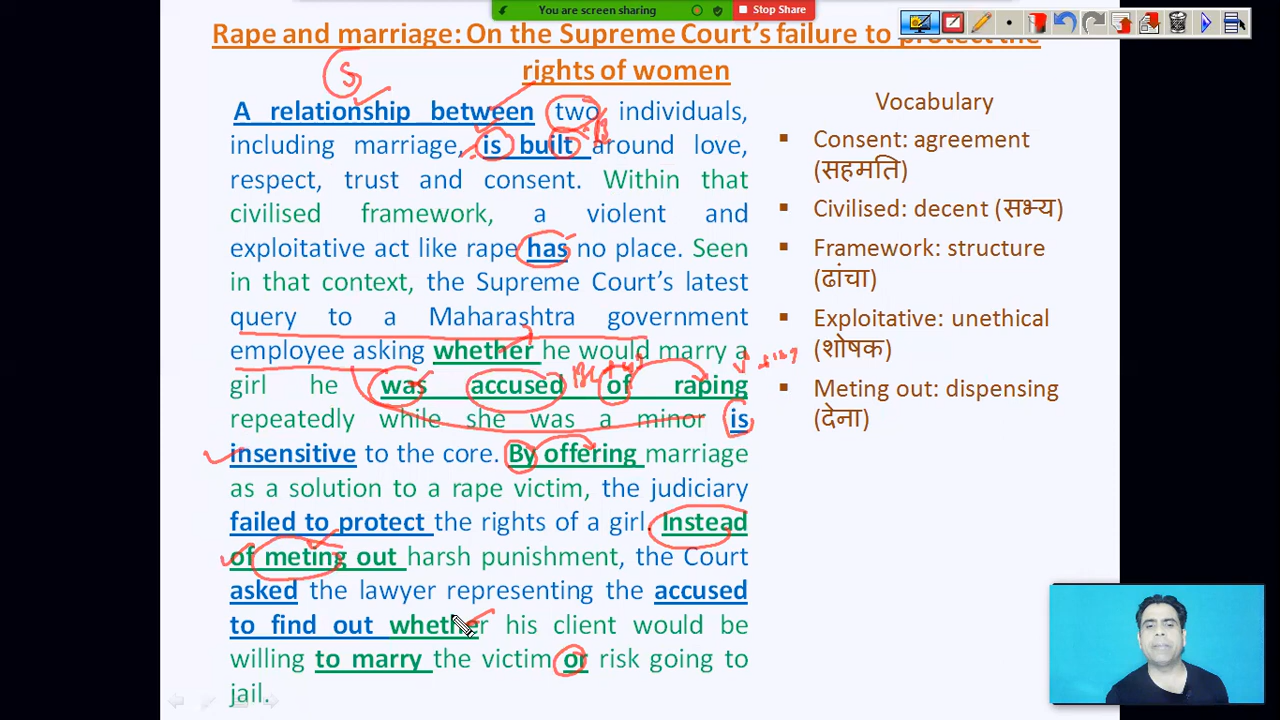 You are screen sharing
Stop Share
Rape and marriage: On the Supreme Court's failure to protect the
rights of women
A relationship between two individuals,
including marriage, is built around love,
respect, trust and consent. Within that
civilised framework, a violent and
exploitative act like rape has no place. Seen
in that context, the Supreme Court's latest
query to a Maharashtra government
employee asking whether he would marry a
girl he was accused of raping
repeatedly while she was a minor is
insensitive to the core. By offering marriage
as a solution to a rape victim, the judiciary
failed to protect the rights of a girl. Instead
of meting out harsh punishment, the Court
asked the lawyer representing the accused
to find out whether his client would be
willing to marry the victim or risk going to
jail.
Vocabulary
▪ Consent: agreement
(सहमति)
▪ Civilised: decent (सभ्य)
▪ Framework: structure
(ढांचा)
▪ Exploitative: unethical
(शोषक)
▪ Meting out: dispensing
(देना)
S